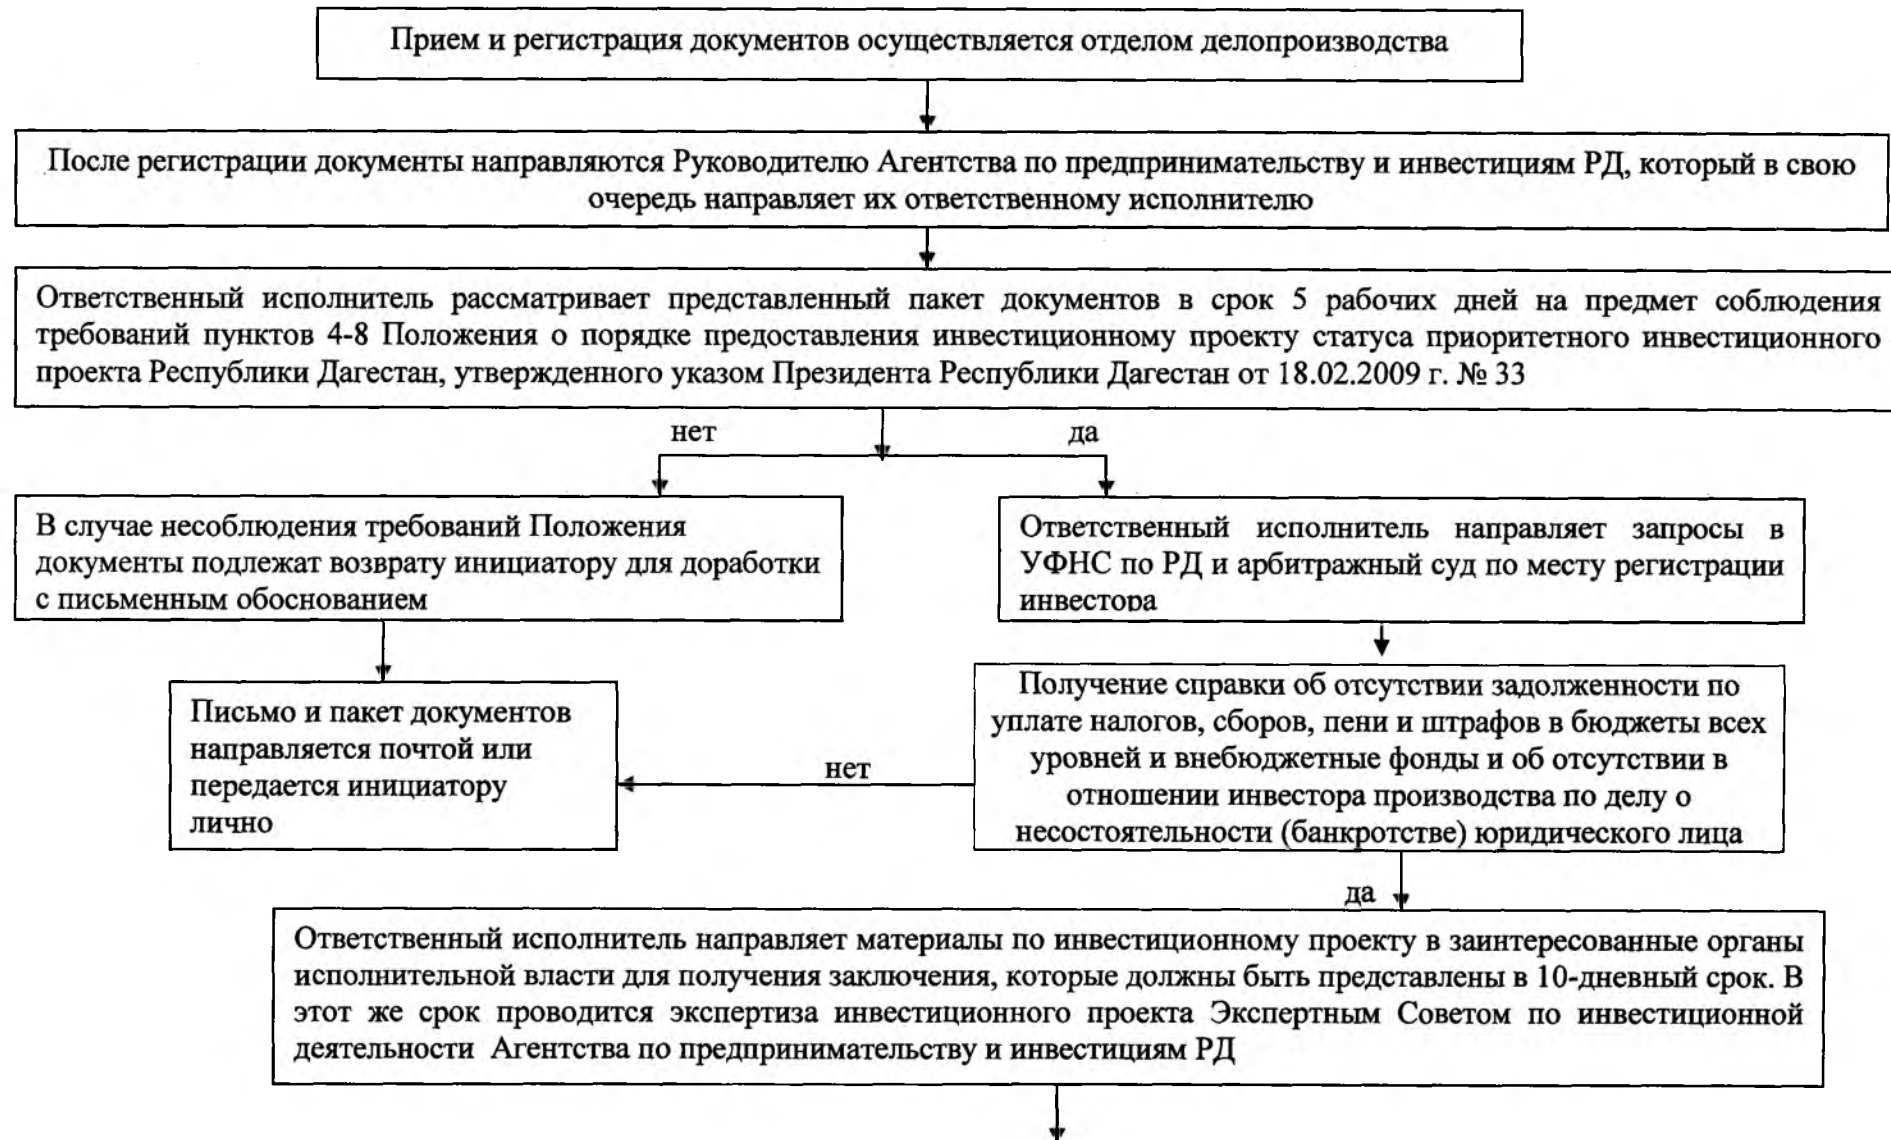 Прием и регистрация документов осуществляется отделом делопроизводства
После регистрации документы направляются Руководителю Агентства по предпринимательству и инвестициям РД, который в свою
очередь направляет их ответственному исполнителю
Ответственный исполнитель рассматривает представленный пакет документов в срок 5 рабочих дней на предмет соблюдения
требований пунктов 4-8 Положения о порядке предоставления инвестиционному проекту статуса приоритетного инвестиционного
проекта Республики Дагестан, утвержденного указом Президента Республики Дагестан от 18.02.2009 г. № 33
нет
да
В случае несоблюдения требований Положения
документы подлежат возврату инициатору для доработки
с письменным обоснованием
Ответственный исполнитель направляет запросы в
УФНС по РД и арбитражный суд по месту регистрации
инвестора
Письмо и пакет документов
направляется почтой или
передается инициатору
лично
нет
Получение справки об отсутствии задолженности по
уплате налогов, сборов, пени и штрафов в бюджеты всех
уровней и внебюджетные фонды и об отсутствии в
отношении инвестора производства по делу о
несостоятельности (банкротстве) юридического лица
да
Ответственный исполнитель направляет материалы по инвестиционному проекту в заинтересованные органы
исполнительной власти для получения заключения, которые должны быть представлены в 10-дневный срок. В
этот же срок проводится экспертиза инвестиционного проекта Экспертным Советом по инвестиционной
деятельности Агентства по предпринимательству и инвестициям РД